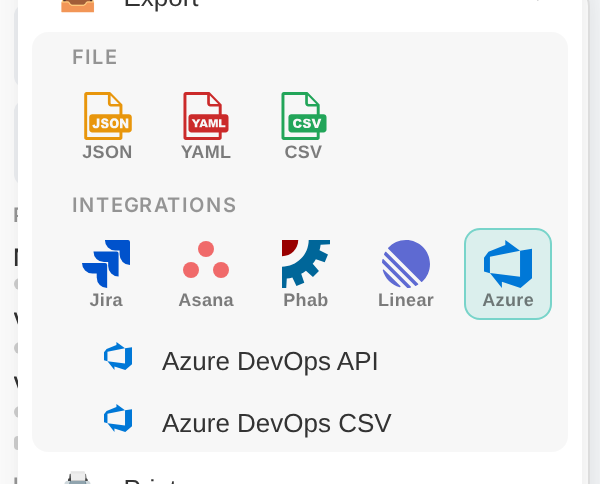 Export
FILE
JSON YAML CSV
JSON YAML CSV
INTEGRATIONS
Jira Asana Phab Linear Azure
Azure DevOps API
Azure DevOps CSV